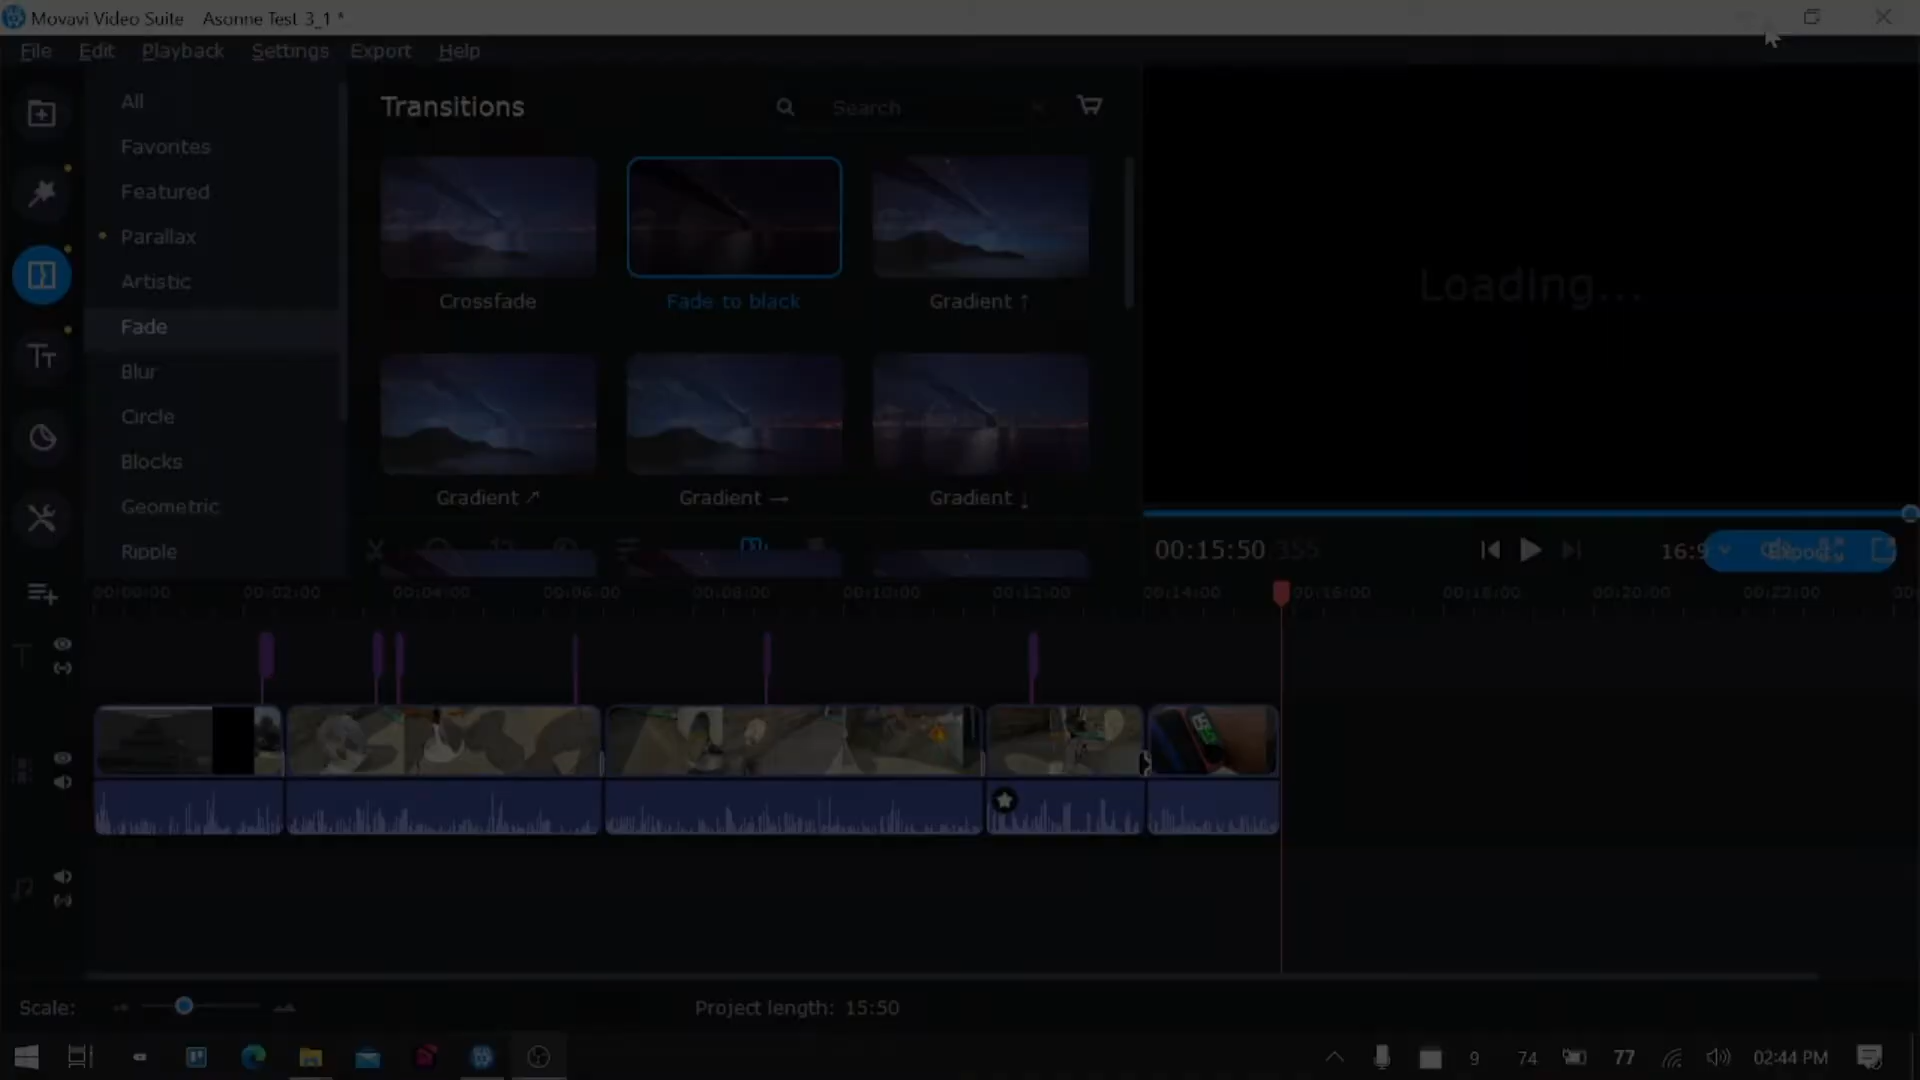 Movavi Video Suite Asonne Test 3_1 *
File Edit Playback Settings Export Help
All
Favorites
Featured
Parallax
Artistic
Fade
Blur
Circle
Blocks
Geometric
Ripple
Transitions
Search
Crossfade
Fade to black
Gradient ↑
Gradient ↗
Gradient →
Gradient ↓
Loading...
00:15:50 355
16:9
Export
00:00:00 00:02:00 00:04:00 00:06:00 00:08:00 00:10:00 00:12:00 00:14:00 00:16:00 00:18:00 00:20:00 00:22:00
Scale:
Project length: 15:50
9 74 77 02:44 PM